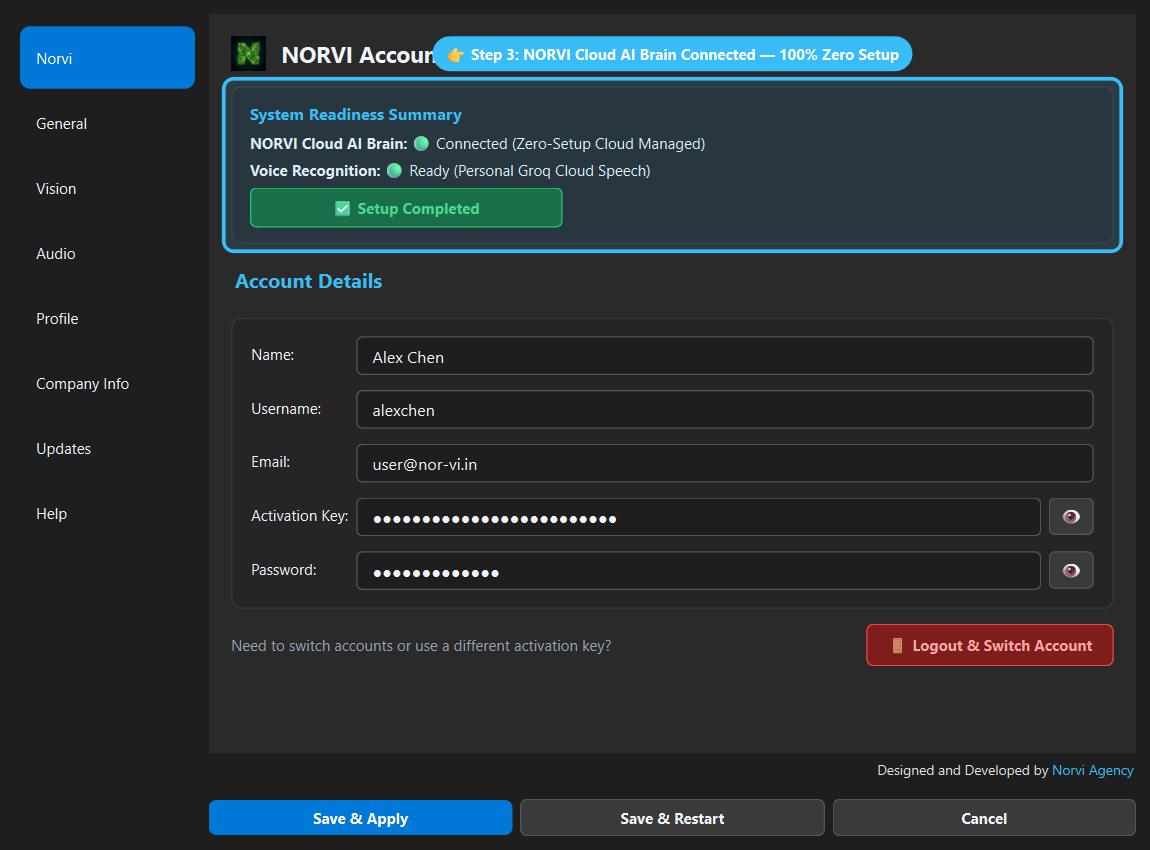 Norvi
General
Vision
Audio
Profile
Company Info
Updates
Help
NORVI Accoun
👉 Step 3: NORVI Cloud AI Brain Connected — 100% Zero Setup
System Readiness Summary
NORVI Cloud AI Brain: 🟢 Connected (Zero-Setup Cloud Managed)
Voice Recognition: 🟢 Ready (Personal Groq Cloud Speech)
✅ Setup Completed
Account Details
Name: Alex Chen
Username: alexchen
Email: user@nor-vi.in
Activation Key: ●●●●●●●●●●●●●●●●●●●●●●●●●
Password: ●●●●●●●●●●●●●
Need to switch accounts or use a different activation key?
🚪 Logout & Switch Account
Designed and Developed by Norvi Agency
Save & Apply
Save & Restart
Cancel